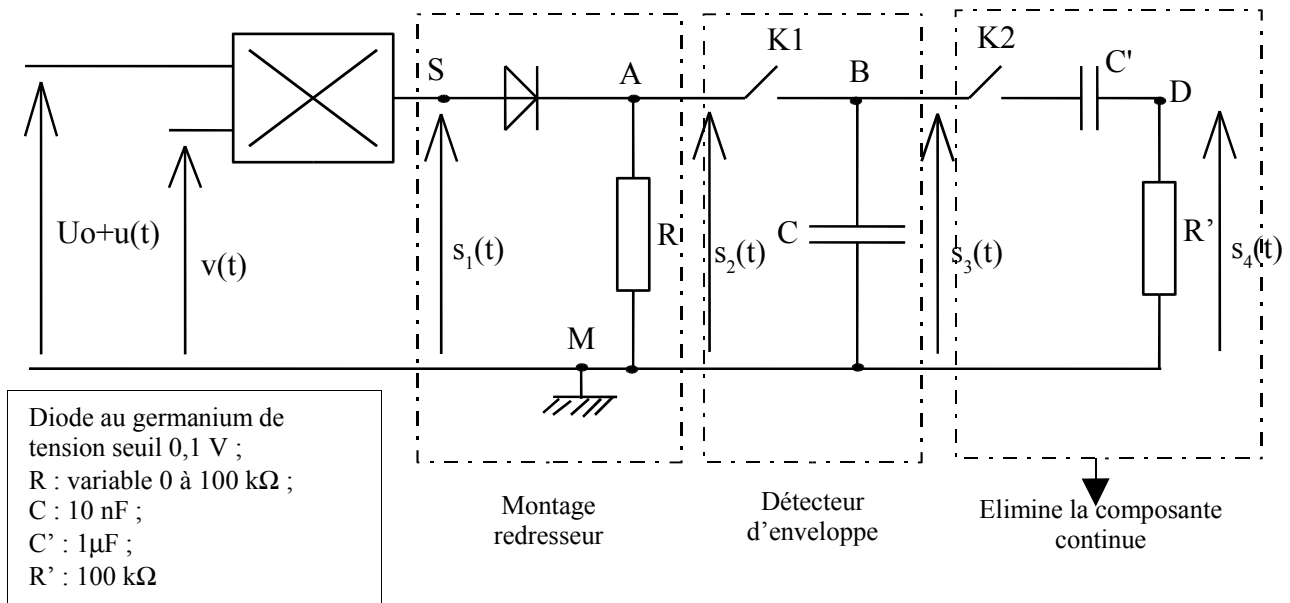 K1
K2
C'
S
A
B
D
Uo+u(t)
v(t)
s1(t)
R
s2(t)
C
s3(t)
R’
s4(t)
M
Diode au germanium de
tension seuil 0,1 V ;
R : variable 0 à 100 kΩ ;
C : 10 nF ;
C’ : 1µF ;
R’ : 100 kΩ
Montage
redresseur
Détecteur
d’enveloppe
Elimine la composante
continue